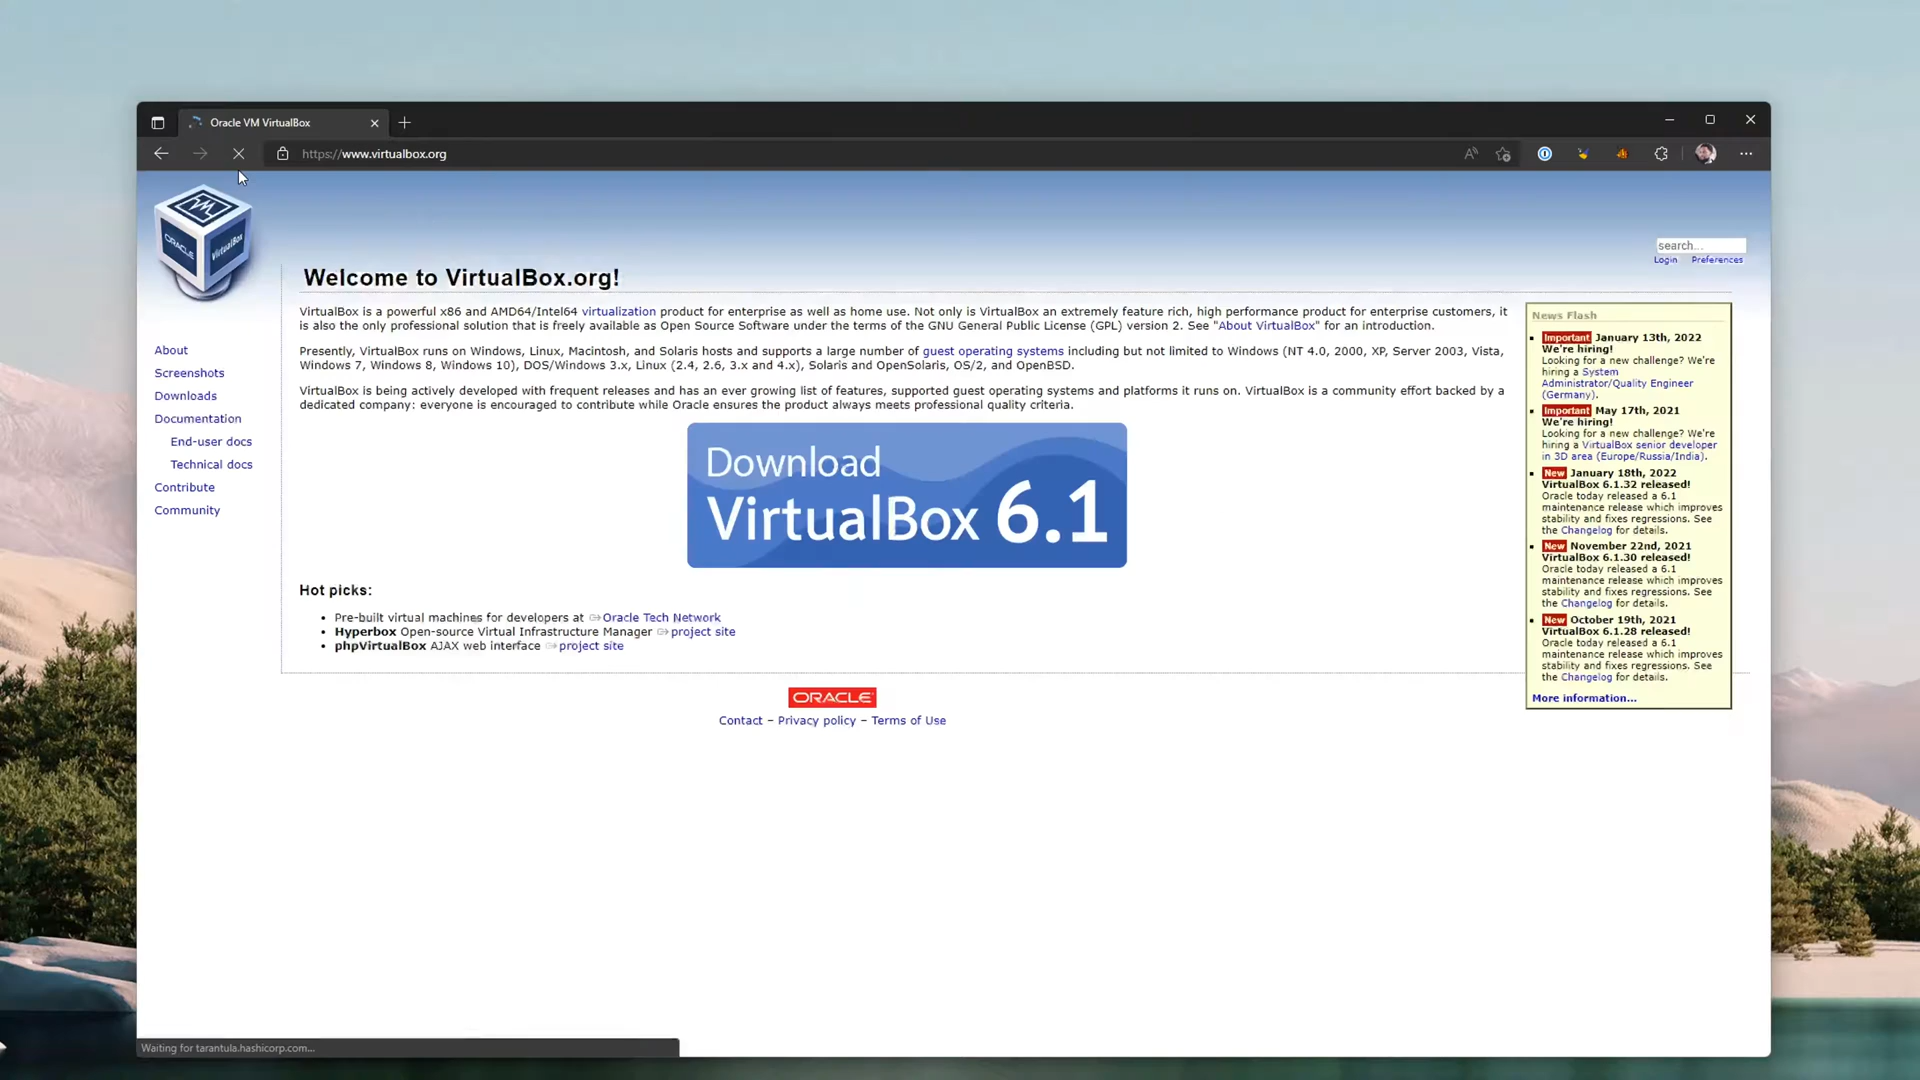 Oracle VM VirtualBox
https://www.virtualbox.org
ORACLE
VirtualBox
search...
Login Preferences
Welcome to VirtualBox.org!
VirtualBox is a powerful x86 and AMD64/Intel64 virtualization product for enterprise as well as home use. Not only is VirtualBox an extremely feature rich, high performance product for enterprise customers, it
is also the only professional solution that is freely available as Open Source Software under the terms of the GNU General Public License (GPL) version 2. See "About VirtualBox" for an introduction.
Presently, VirtualBox runs on Windows, Linux, Macintosh, and Solaris hosts and supports a large number of guest operating systems including but not limited to Windows (NT 4.0, 2000, XP, Server 2003, Vista,
Windows 7, Windows 8, Windows 10), DOS/Windows 3.x, Linux (2.4, 2.6, 3.x and 4.x), Solaris and OpenSolaris, OS/2, and OpenBSD.
VirtualBox is being actively developed with frequent releases and has an ever growing list of features, supported guest operating systems and platforms it runs on. VirtualBox is a community effort backed by a
dedicated company: everyone is encouraged to contribute while Oracle ensures the product always meets professional quality criteria.
About
Screenshots
Downloads
Documentation
End-user docs
Technical docs
Contribute
Community
Download
VirtualBox 6.1
Hot picks:
Pre-built virtual machines for developers at Oracle Tech Network
Hyperbox Open-source Virtual Infrastructure Manager project site
phpVirtualBox AJAX web interface project site
News Flash
Important January 13th, 2022
We're hiring!
Looking for a new challenge? We're
hiring a System
Administrator/Quality Engineer
(Germany).
Important May 17th, 2021
We're hiring!
Looking for a new challenge? We're
hiring a VirtualBox senior developer
in 3D area (Europe/Russia/India).
New January 18th, 2022
VirtualBox 6.1.32 released!
Oracle today released a 6.1
maintenance release which improves
stability and fixes regressions. See
the Changelog for details.
New November 22nd, 2021
VirtualBox 6.1.30 released!
Oracle today released a 6.1
maintenance release which improves
stability and fixes regressions. See
the Changelog for details.
New October 19th, 2021
VirtualBox 6.1.28 released!
Oracle today released a 6.1
maintenance release which improves
stability and fixes regressions. See
the Changelog for details.
More information...
ORACLE
Contact – Privacy policy – Terms of Use
Waiting for tarantula.hashicorp.com...